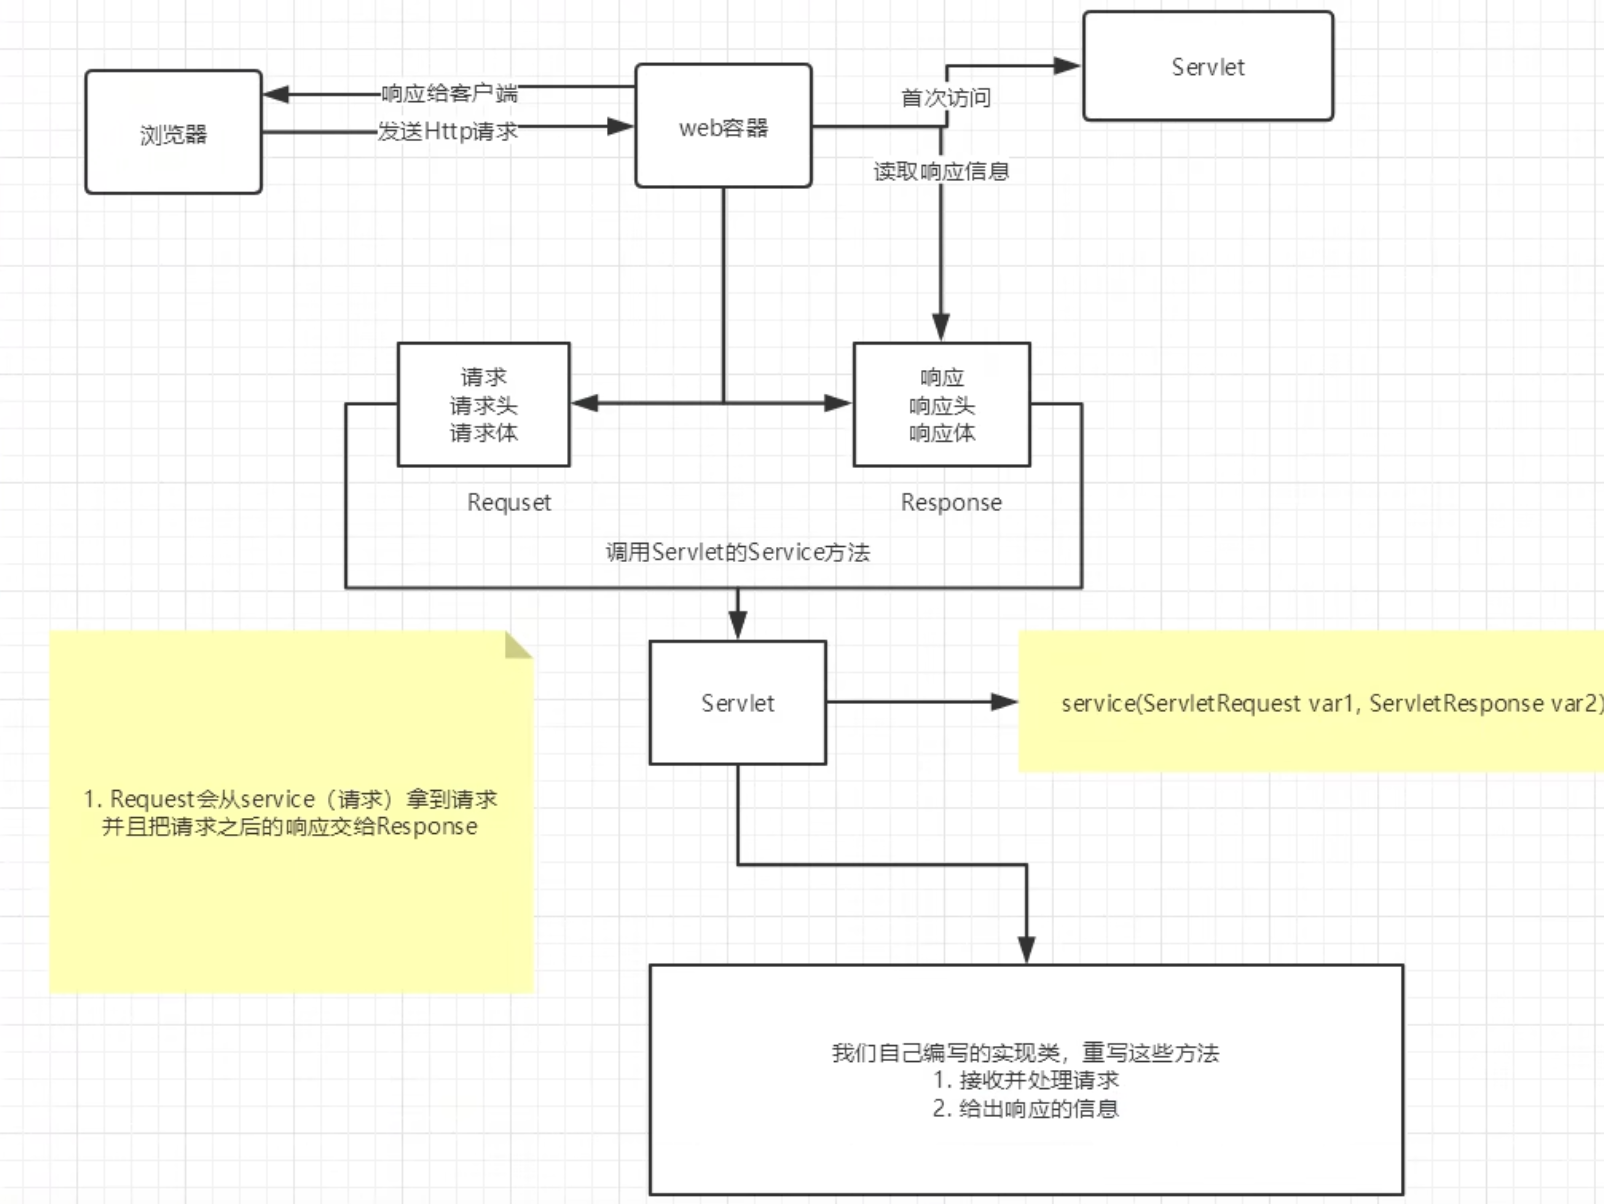 Servlet
响应给客户端
首次访问
浏览器
发送Http请求
web容器
读取响应信息
请求
请求头
请求体
响应
响应头
响应体
Requset
Response
调用Servlet的Service方法
Servlet
service(ServletRequest var1, ServletResponse var2)
1. Request会从service（请求）拿到请求
并且把请求之后的响应交给Response
我们自己编写的实现类，重写这些方法
1. 接收并处理请求
2. 给出响应的信息